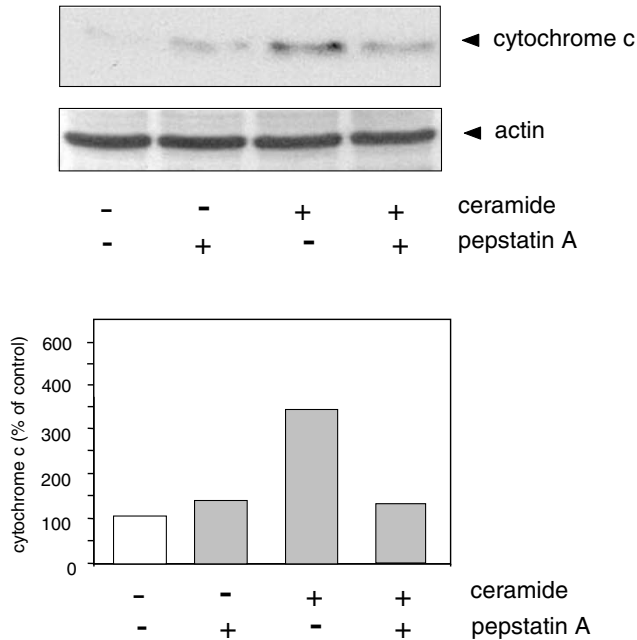 ◄ cytochrome c
◄ actin
- - + + ceramide
- + - + pepstatin A
cytochrome c (% of control)
600
400
300
200
100
0
- - + + ceramide
- + - + pepstatin A